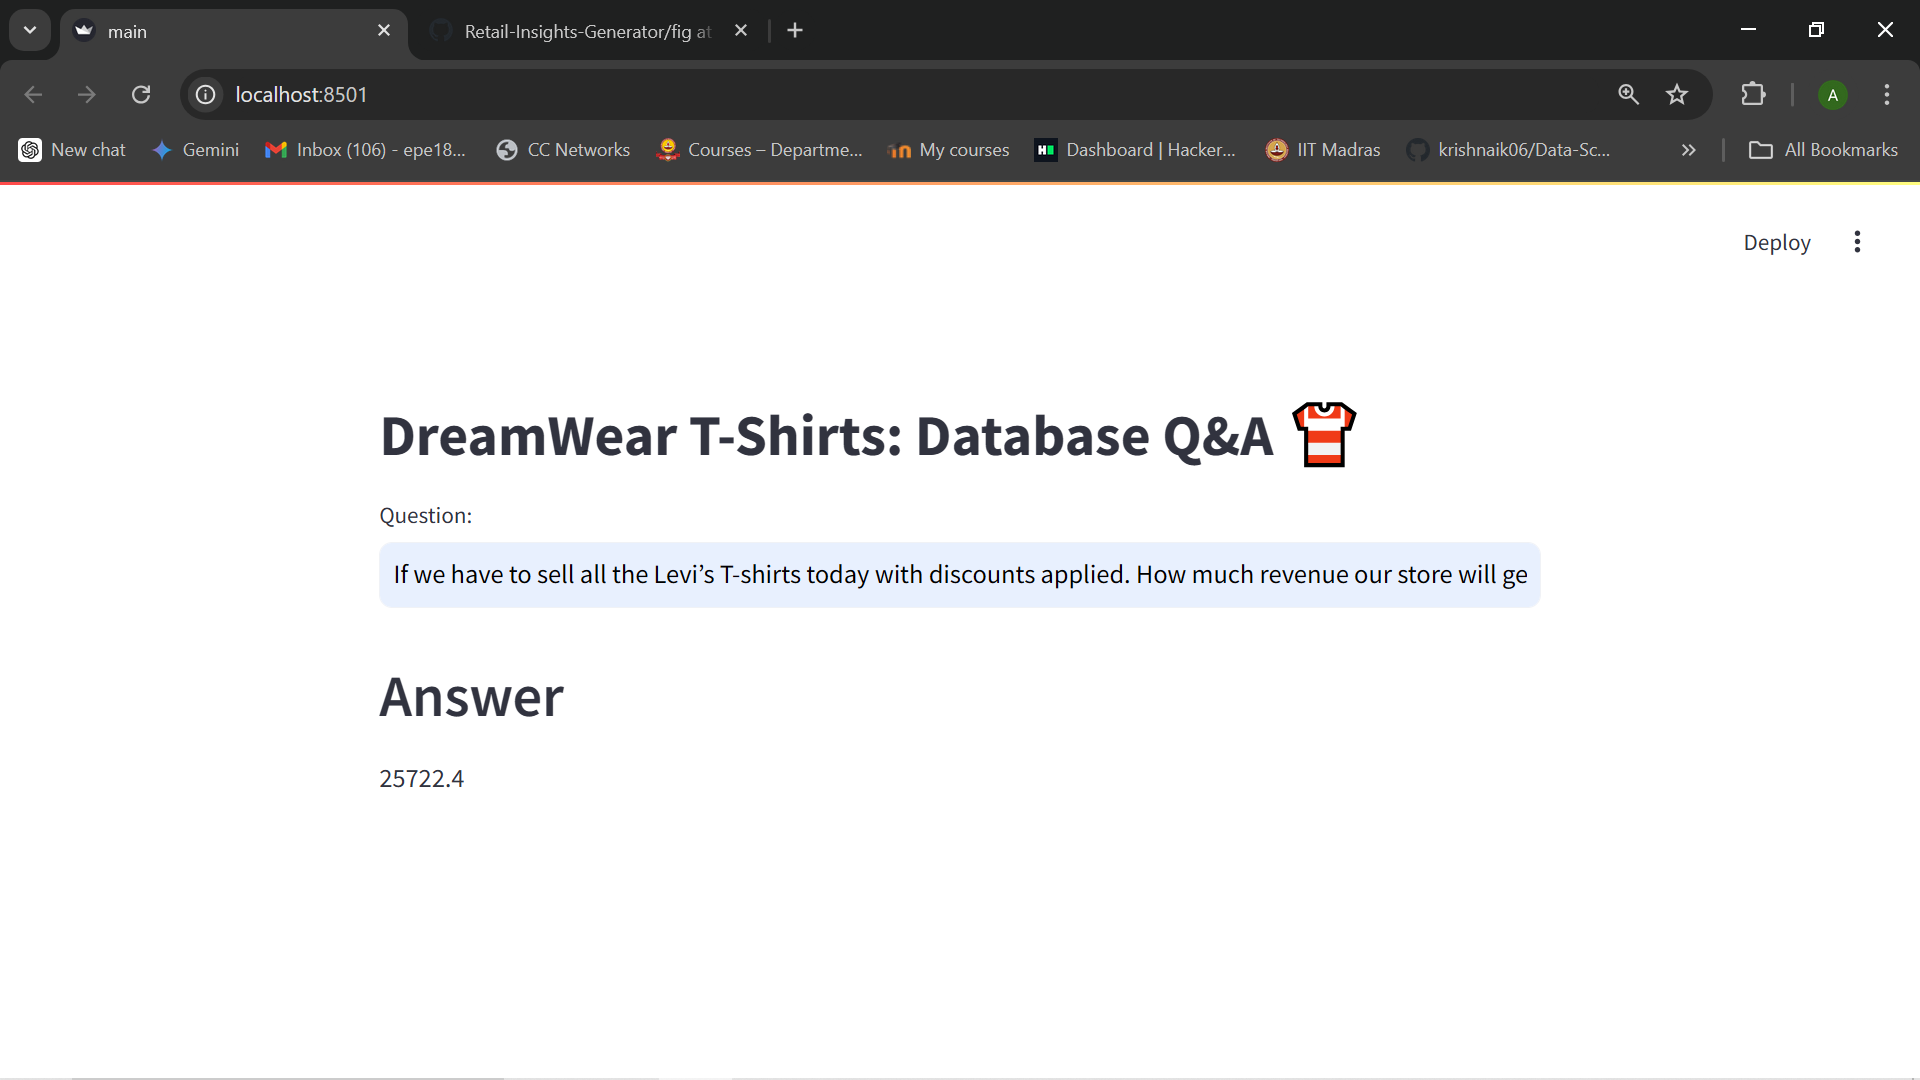 main
Retail-Insights-Generator/fig at
localhost:8501
A
New chat
Gemini
Inbox (106) - epe18...
CC Networks
Courses – Departme...
My courses
Dashboard | Hacker...
IIT Madras
krishnaik06/Data-Sc...
All Bookmarks
Deploy
DreamWear T-Shirts: Database Q&A
Question:
If we have to sell all the Levi’s T-shirts today with discounts applied. How much revenue our store will ge
Answer
25722.4